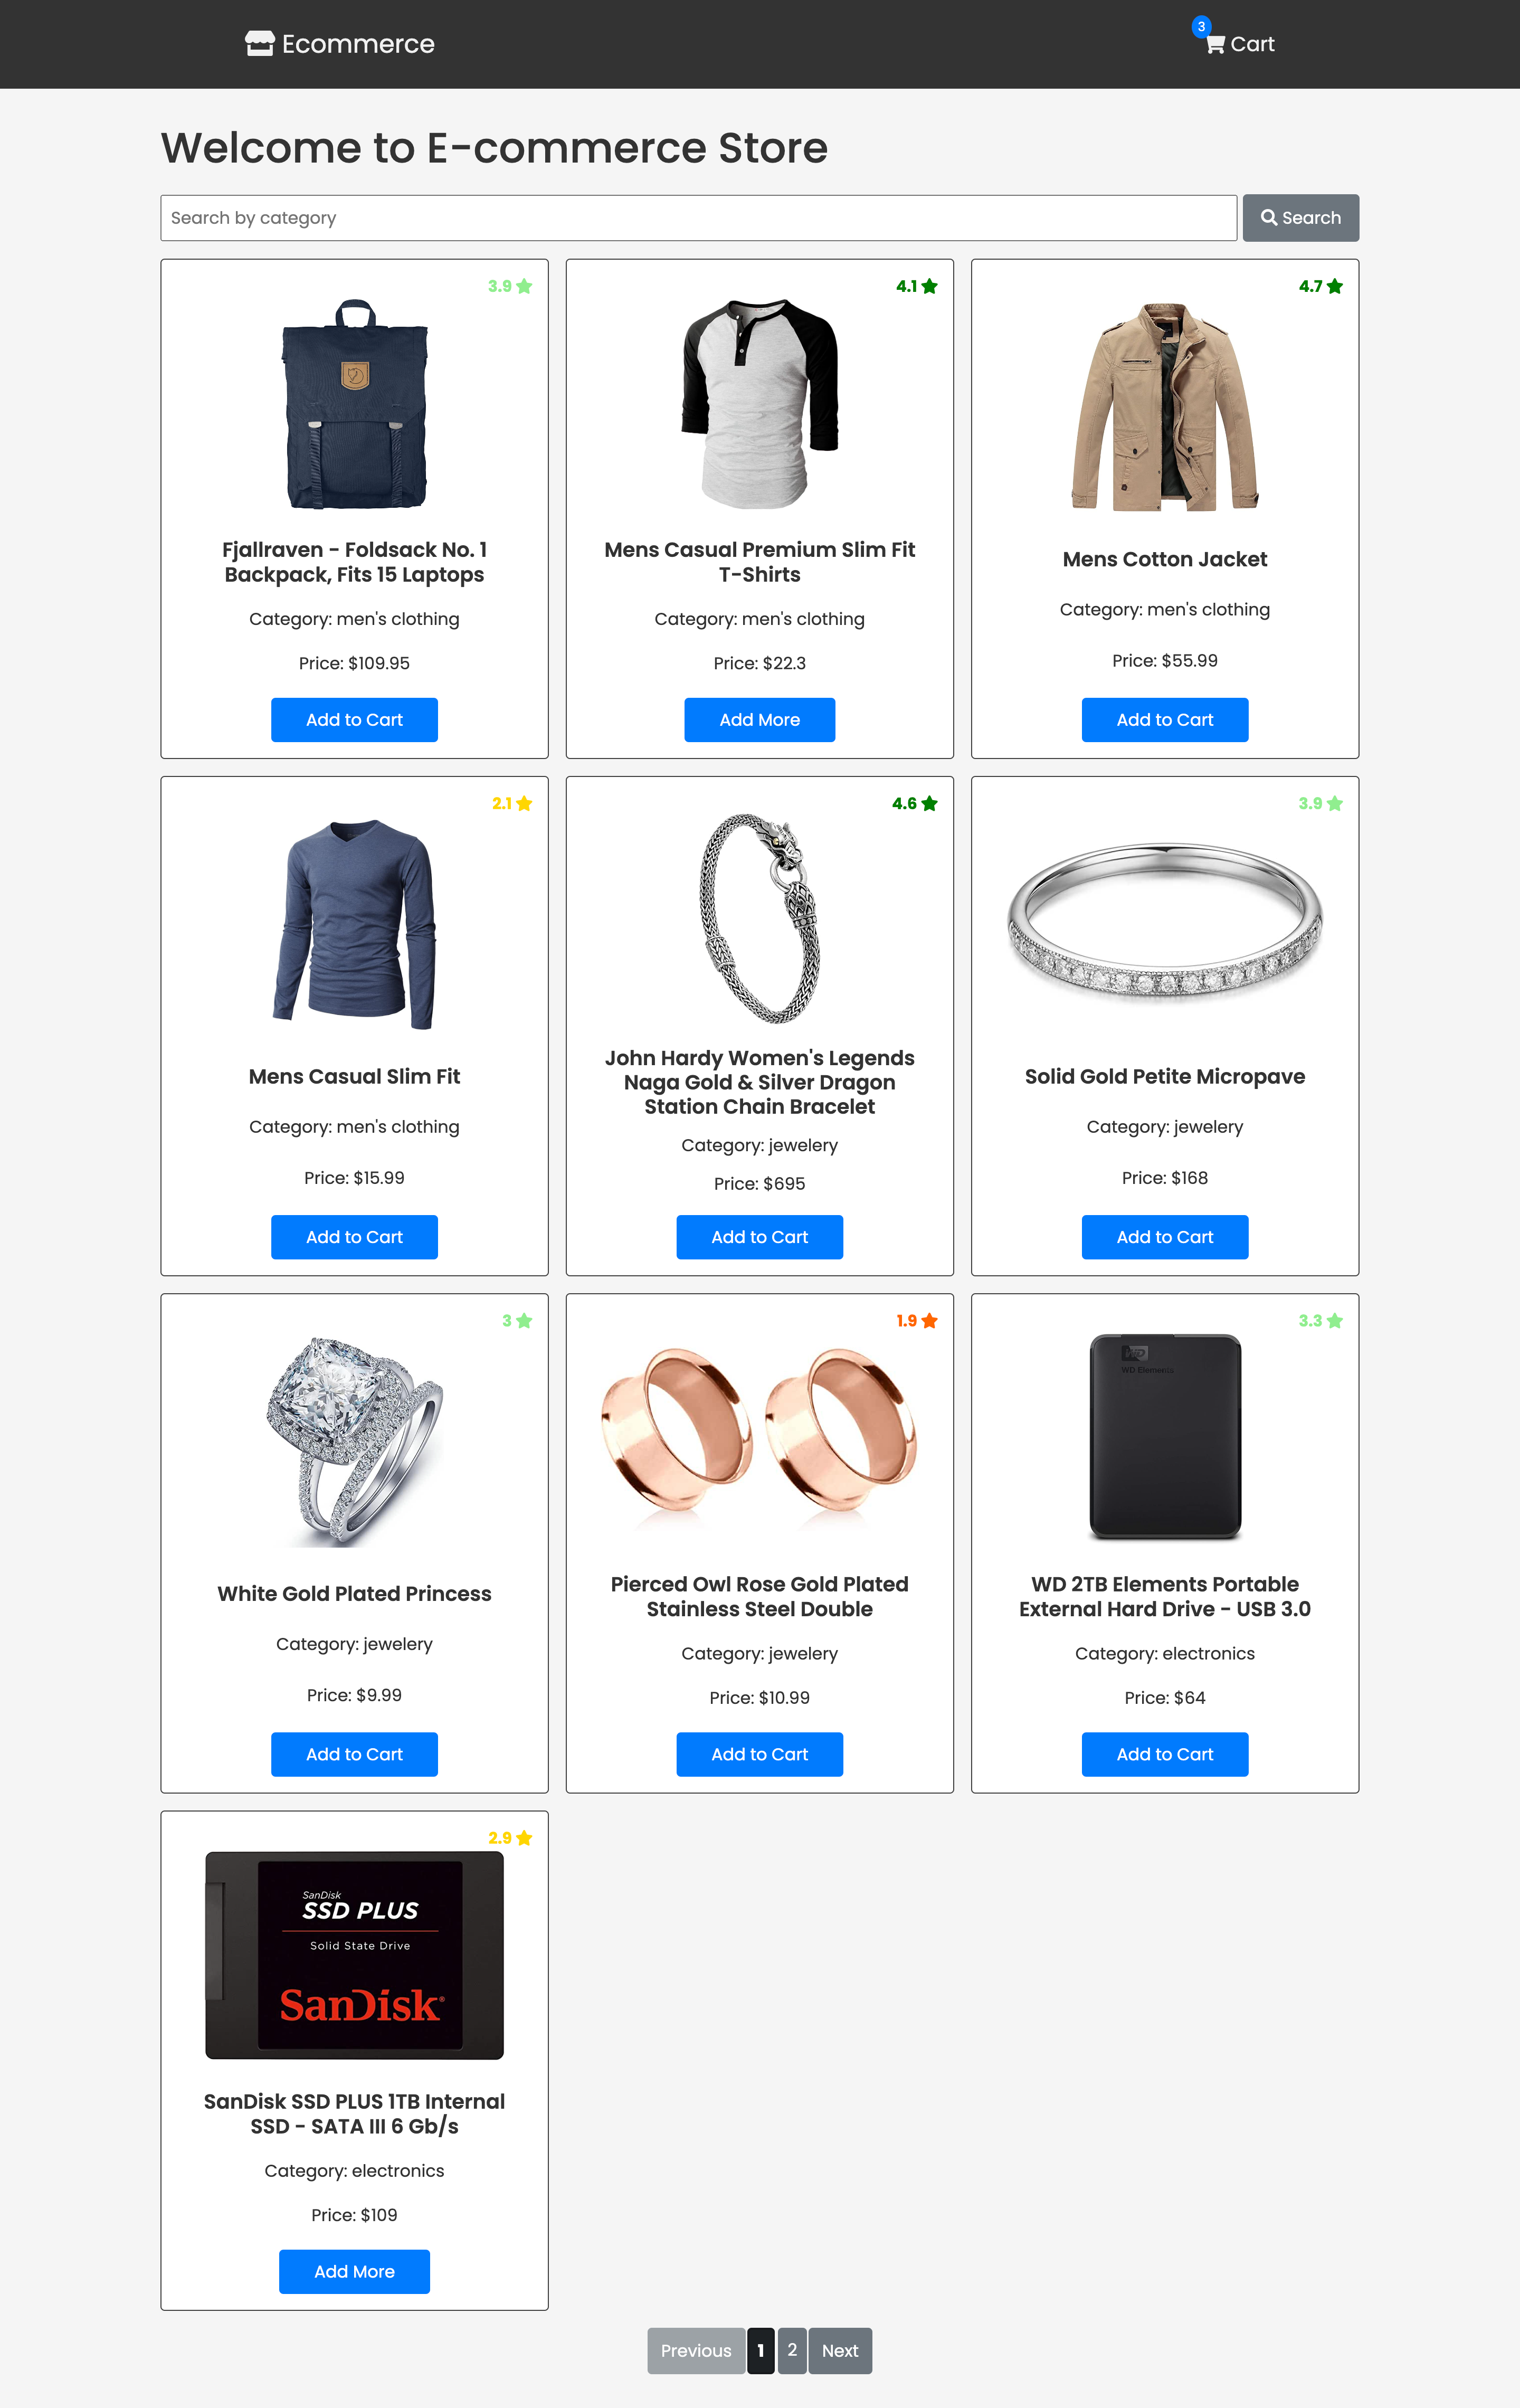 Ecommerce
3
Cart
Welcome to E-commerce Store
Search by category
Search
3.9
Fjallraven - Foldsack No. 1
Backpack, Fits 15 Laptops
Category: men's clothing
Price: $109.95
Add to Cart
4.1
Mens Casual Premium Slim Fit
T-Shirts
Category: men's clothing
Price: $22.3
Add More
4.7
Mens Cotton Jacket
Category: men's clothing
Price: $55.99
Add to Cart
2.1
Mens Casual Slim Fit
Category: men's clothing
Price: $15.99
Add to Cart
4.6
John Hardy Women's Legends
Naga Gold & Silver Dragon
Station Chain Bracelet
Category: jewelery
Price: $695
Add to Cart
3.9
Solid Gold Petite Micropave
Category: jewelery
Price: $168
Add to Cart
3
White Gold Plated Princess
Category: jewelery
Price: $9.99
Add to Cart
1.9
Pierced Owl Rose Gold Plated
Stainless Steel Double
Category: jewelery
Price: $10.99
Add to Cart
3.3
WD
WD Elements
WD 2TB Elements Portable
External Hard Drive - USB 3.0
Category: electronics
Price: $64
Add to Cart
2.9
SanDisk
SSD PLUS
Solid State Drive
SanDisk®
SanDisk SSD PLUS 1TB Internal
SSD - SATA III 6 Gb/s
Category: electronics
Price: $109
Add More
Previous
1
2
Next